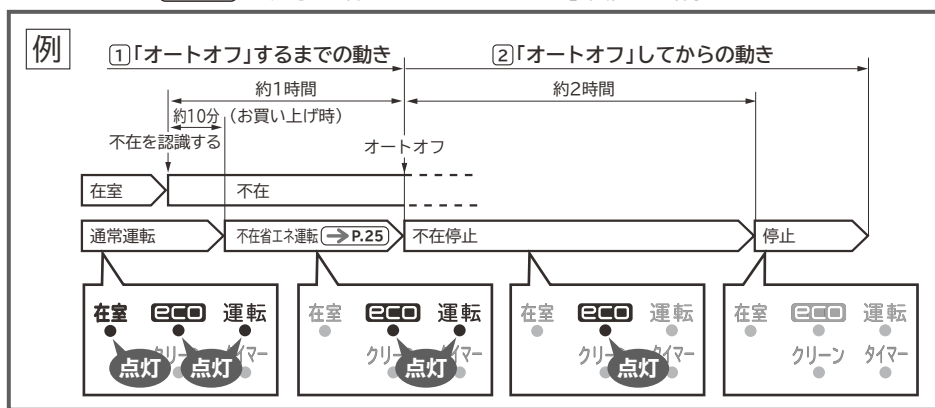 例
1「オートオフ」するまでの動き
2「オートオフ」してからの動き
約1時間
約2時間
約10分（お買い上げ時）
不在を認識する
オートオフ
在室
不在
通常運転
不在省エネ運転（→P.25）
不在停止
停止
在室 eco 運転
点灯 点灯
在室 eco 運転
点灯
在室 eco 運転
点灯
在室 eco 運転
クリーン タイマー